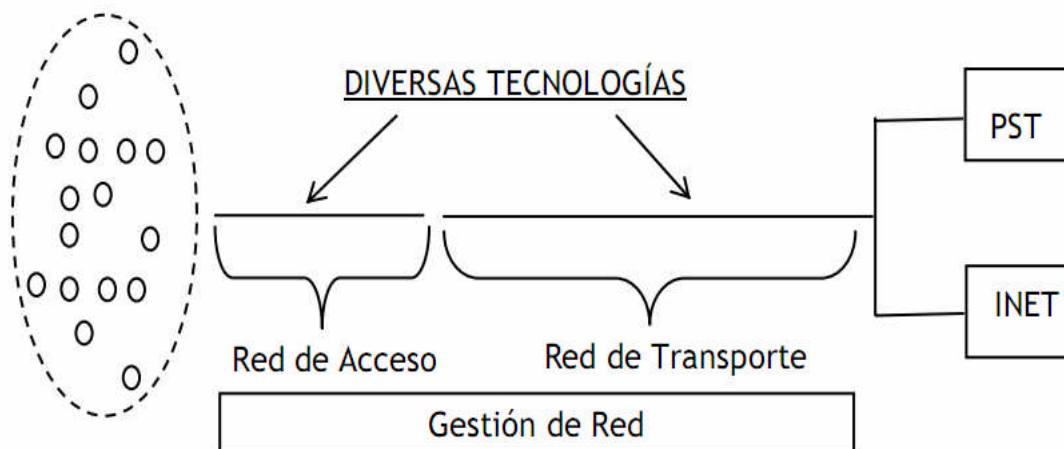 DIVERSAS TECNOLOGÍAS
PST
INET
Red de Acceso
Red de Transporte
Gestión de Red